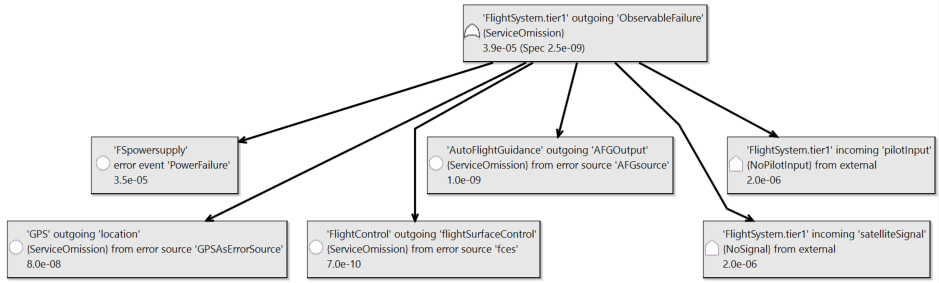 'FlightSystem.tier1' outgoing 'ObservableFailure'
{ServiceOmission}
3.9e-05 (Spec 2.5e-09)
'FSpowersupply'
error event 'PowerFailure'
3.5e-05
'AutoFlightGuidance' outgoing 'AFGOutput'
{ServiceOmission} from error source 'AFGsource'
1.0e-09
'FlightSystem.tier1' incoming 'pilotInput'
{NoPilotInput} from external
2.0e-06
'GPS' outgoing 'location'
{ServiceOmission} from error source 'GPSAsErrorSource'
8.0e-08
'FlightControl' outgoing 'flightSurfaceControl'
{ServiceOmission} from error source 'fces'
7.0e-10
'FlightSystem.tier1' incoming 'satelliteSignal'
{NoSignal} from external
2.0e-06